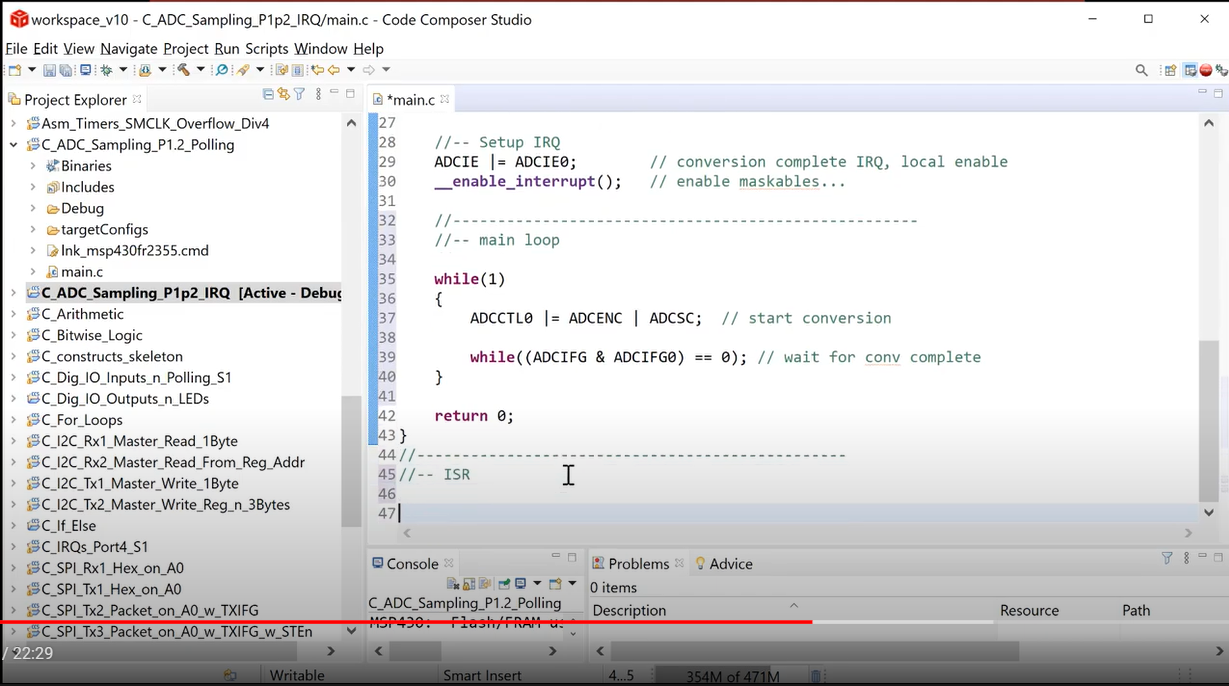 workspace_v10 - C_ADC_Sampling_P1p2_IRQ/main.c - Code Composer Studio
File Edit View Navigate Project Run Scripts Window Help
Project Explorer
Asm_Timers_SMCLK_Overflow_Div4
C_ADC_Sampling_P1.2_Polling
Binaries
Includes
Debug
targetConfigs
lnk_msp430fr2355.cmd
main.c
C_ADC_Sampling_P1p2_IRQ [Active - Debug
C_Arithmetic
C_Bitwise_Logic
C_constructs_skeleton
C_Dig_IO_Inputs_n_Polling_S1
C_Dig_IO_Outputs_n_LEDs
C_For_Loops
C_I2C_Rx1_Master_Read_1Byte
C_I2C_Rx2_Master_Read_From_Reg_Addr
C_I2C_Tx1_Master_Write_1Byte
C_I2C_Tx2_Master_Write_Reg_n_3Bytes
C_If_Else
C_IRQs_Port4_S1
C_SPI_Rx1_Hex_on_A0
C_SPI_Tx1_Hex_on_A0
C_SPI_Tx2_Packet_on_A0_w_TXIFG
C_SPI_Tx3_Packet_on_A0_w_TXIFG_w_STEn
*main.c
27
28 //-- Setup IRQ
29 ADCIE |= ADCIE0; // conversion complete IRQ, local enable
30 __enable_interrupt(); // enable maskables...
31
32 //----------------------------------------------------
33 //-- main loop
34
35 while(1)
36 {
37 ADCCTL0 |= ADCENC | ADCSC; // start conversion
38
39 while((ADCIFG & ADCIFG0) == 0); // wait for conv complete
40 }
41
42 return 0;
43 }
44 //------------------------------------------------
45 //-- ISR
46
47
Console
C_ADC_Sampling_P1.2_Polling
MSP430: Flash/FRAM us
Problems
Advice
0 items
Description Resource Path
/ 22:29
Writable Smart Insert 4...5 354M of 471M